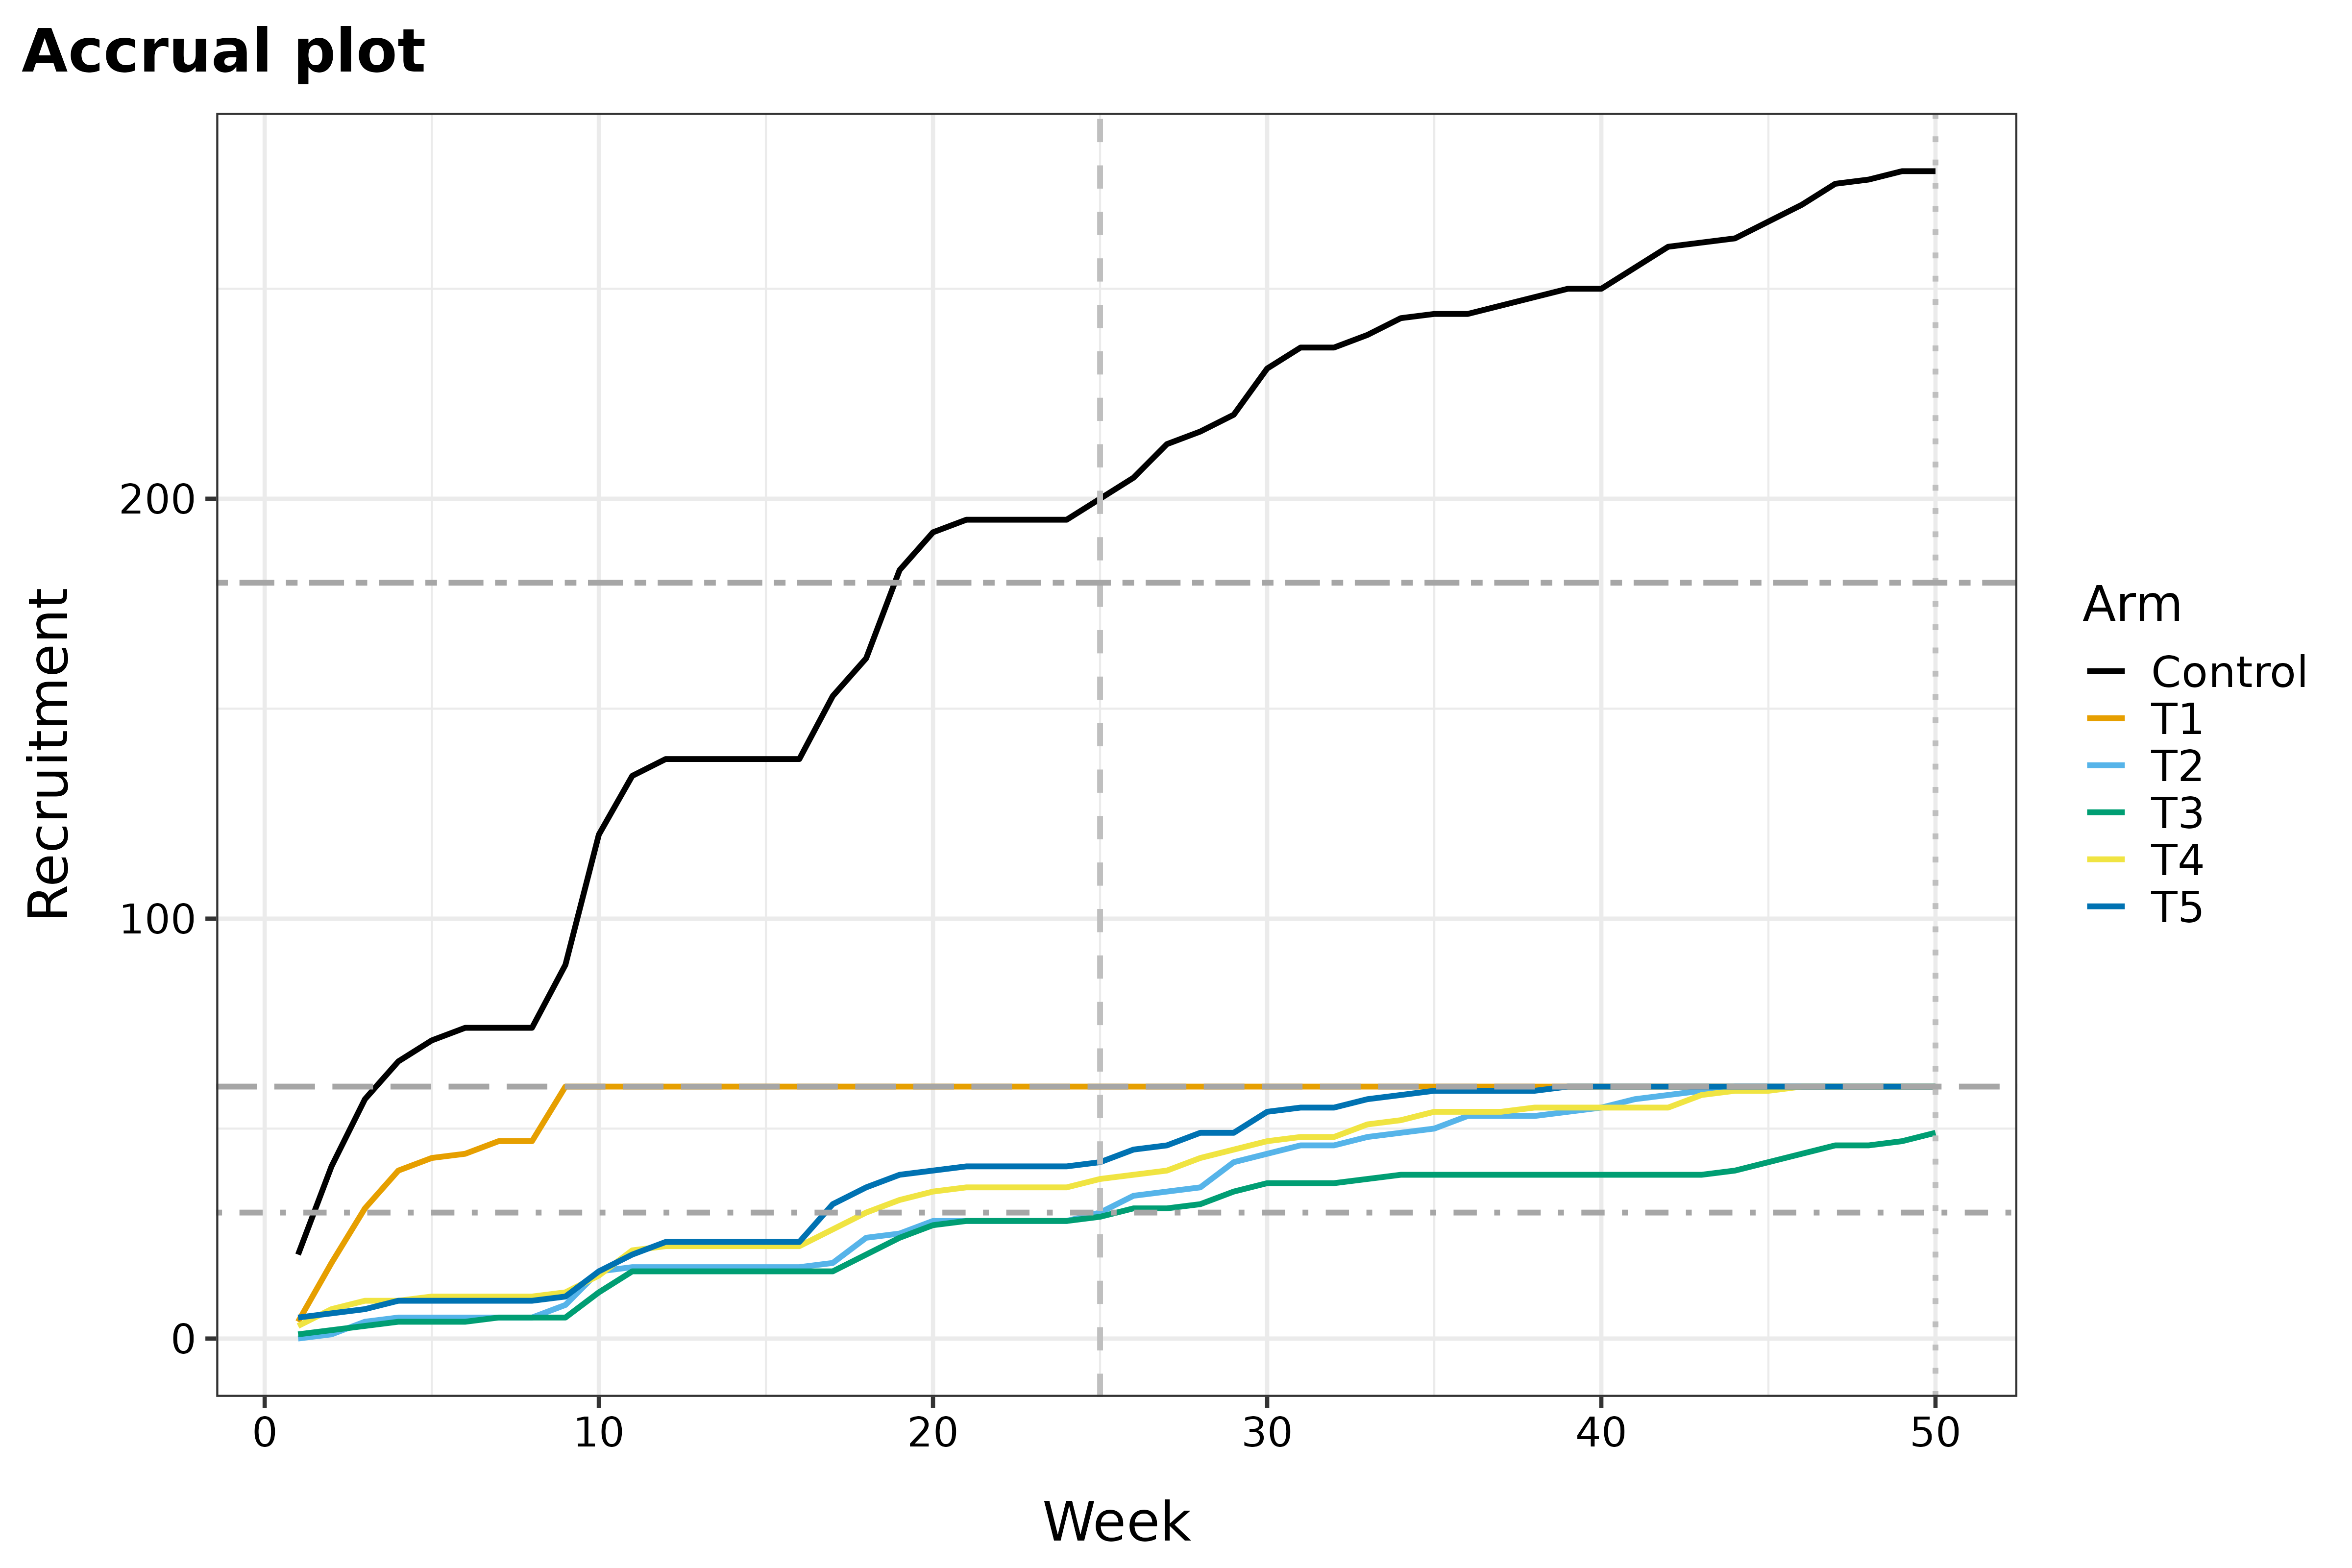 Accrual plot
Recruitment
200
100
0
0 10 20 30 40 50
Week
Arm
Control
T1
T2
T3
T4
T5